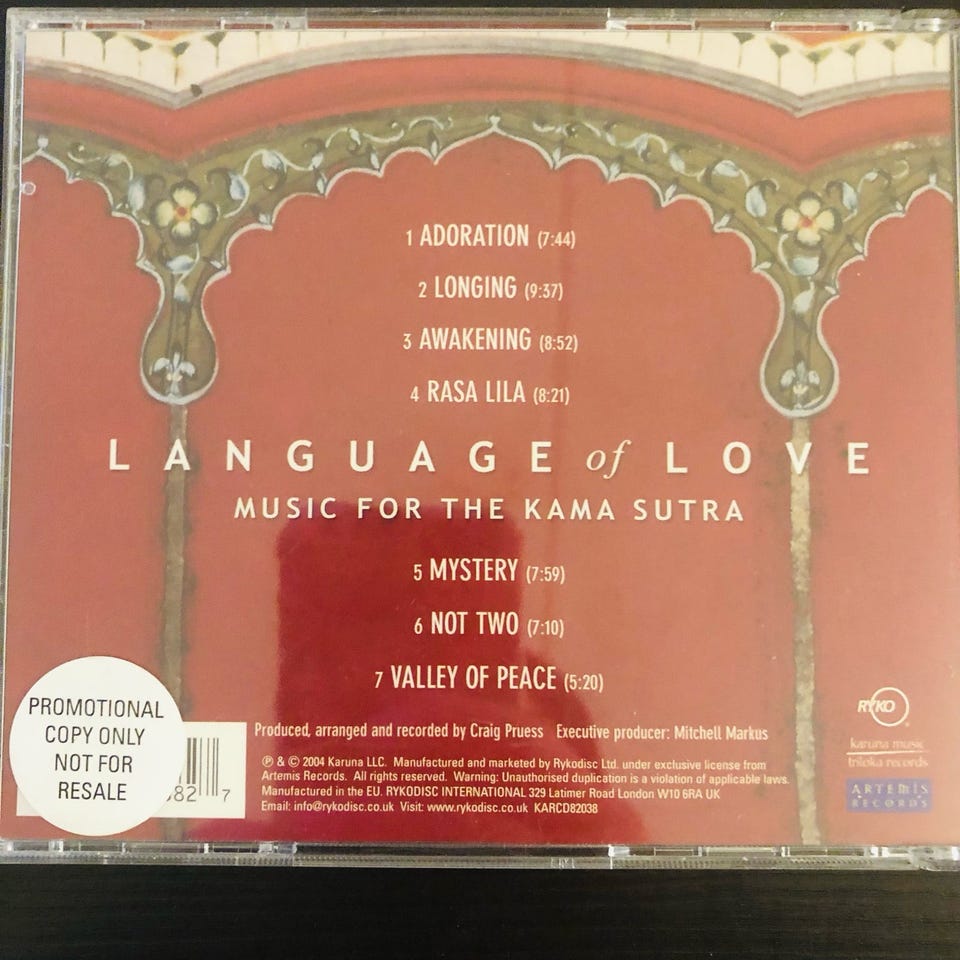 1 ADORATION (7:44)
2 LONGING (9:37)
3 AWAKENING (8:52)
4 RASA LILA (8:21)
LANGUAGE of LOVE
MUSIC FOR THE KAMA SUTRA
5 MYSTERY (7:59)
6 NOT TWO (7:10)
7 VALLEY OF PEACE (5:20)
PROMOTIONAL
COPY ONLY
NOT FOR
RESALE
82 7
Produced, arranged and recorded by Craig Pruess Executive producer: Mitchell Markus
℗ & © 2004 Karuna LLC. Manufactured and marketed by Rykodisc Ltd. under exclusive license from
Artemis Records. All rights reserved. Warning: Unauthorised duplication is a violation of applicable laws.
Manufactured in the EU. RYKODISC INTERNATIONAL 329 Latimer Road London W10 6RA UK
Email: info@rykodisc.co.uk Visit: www.rykodisc.co.uk KARCD82038
RYKO
karuna music
triloka records
ARTEMIS
RECORDS